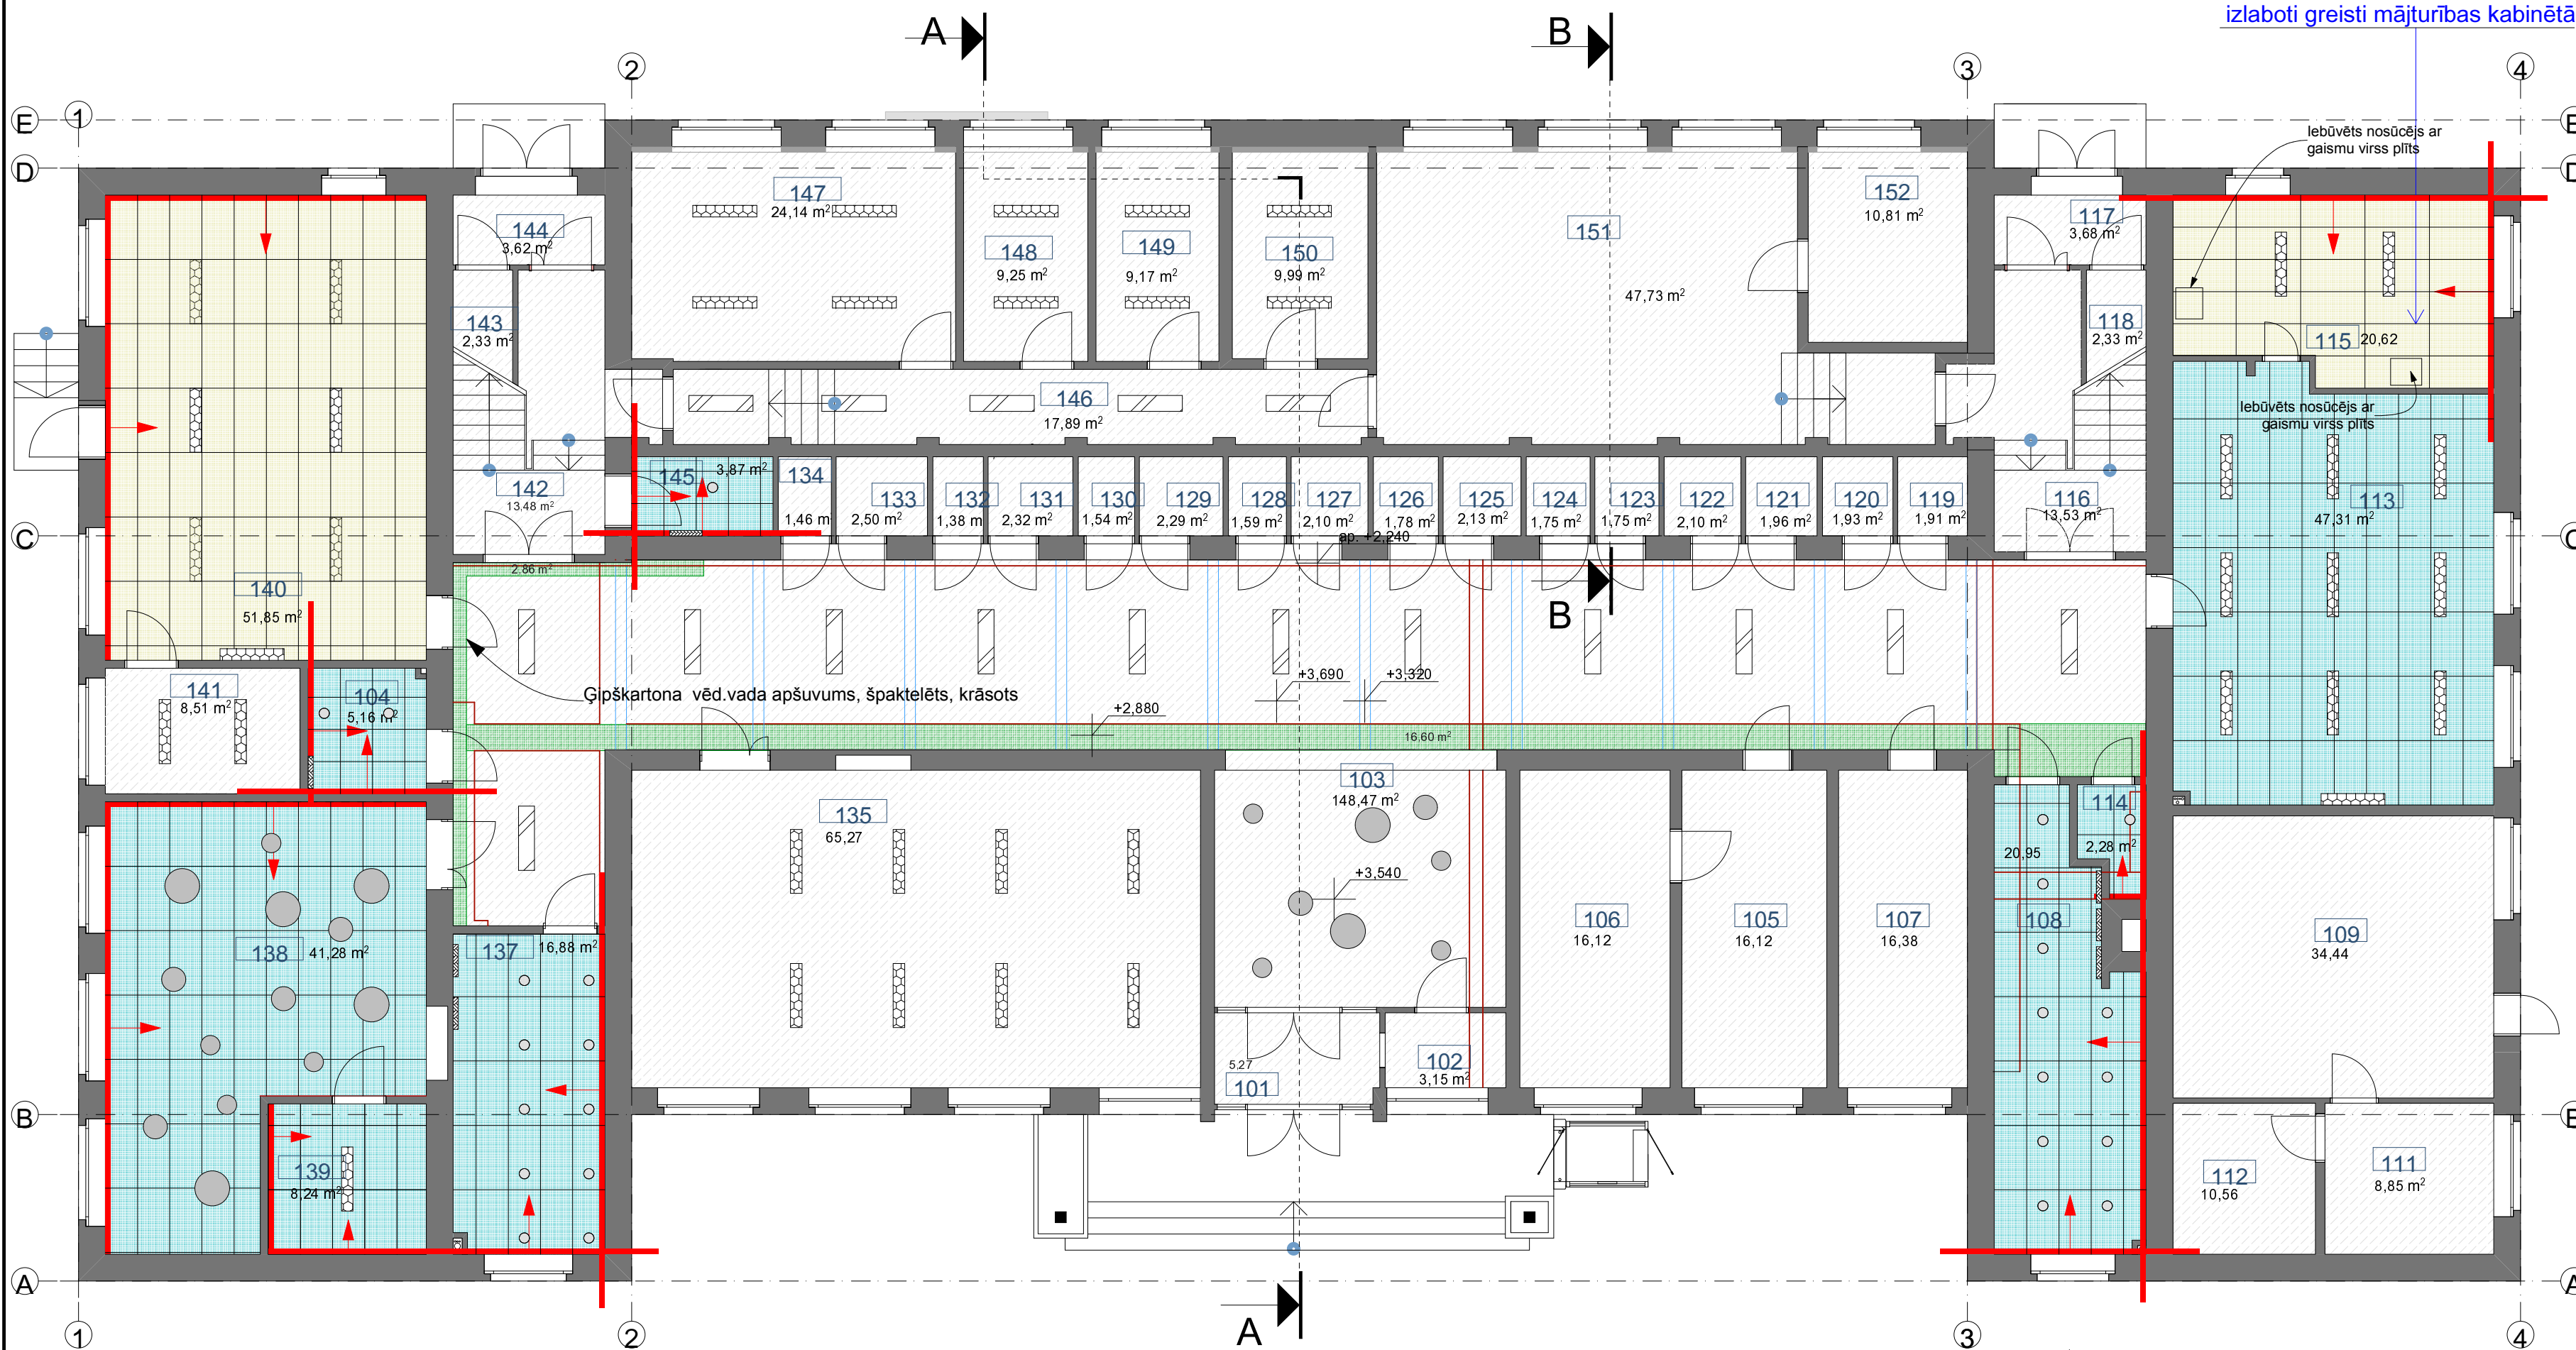 izlaboti greisti mājturības kabinētā
A
B
2
3
4
1
E
E
D
D
Iebūvēts nosūcējs ar
gaismu virss plīts
147
24,14 m²
148
9,25 m²
149
9,17 m²
150
9,99 m²
151
47,73 m²
152
10,81 m²
144
3,62 m²
143
2,33 m²
117
3,68 m²
118
2,33 m²
115
20,62
Iebūvēts nosūcējs ar
gaismu virss plīts
146
17,89 m²
142
13,48 m²
145
3,87 m²
134
1,46 m
133
2,50 m²
132
1,38 m
131
2,32 m²
130
1,54 m²
129
2,29 m²
128
1,59 m²
127
2,10 m²
126
1,78 m²
125
2,13 m²
124
1,75 m²
123
1,75 m²
122
2,10 m²
121
1,96 m²
120
1,93 m²
119
1,91 m²
116
13,53 m²
113
47,31 m²
C
C
ap. +2,240
2,86 m²
B
140
51,85 m²
141
8,51 m²
104
5,16 m²
Ģipškartona vēd.vada apšuvums, špaktelēts, krāsots
+3,690
+3,320
+2,880
16,60 m²
135
65,27
103
148,47 m²
+3,540
106
16,12
105
16,12
107
16,38
20,95
108
114
2,28 m²
109
34,44
138
41,28 m²
137
16,88 m²
5,27
101
102
3,15 m²
139
8,24 m²
112
10,56
111
8,85 m²
B
B
A
A
A
1
2
3
4